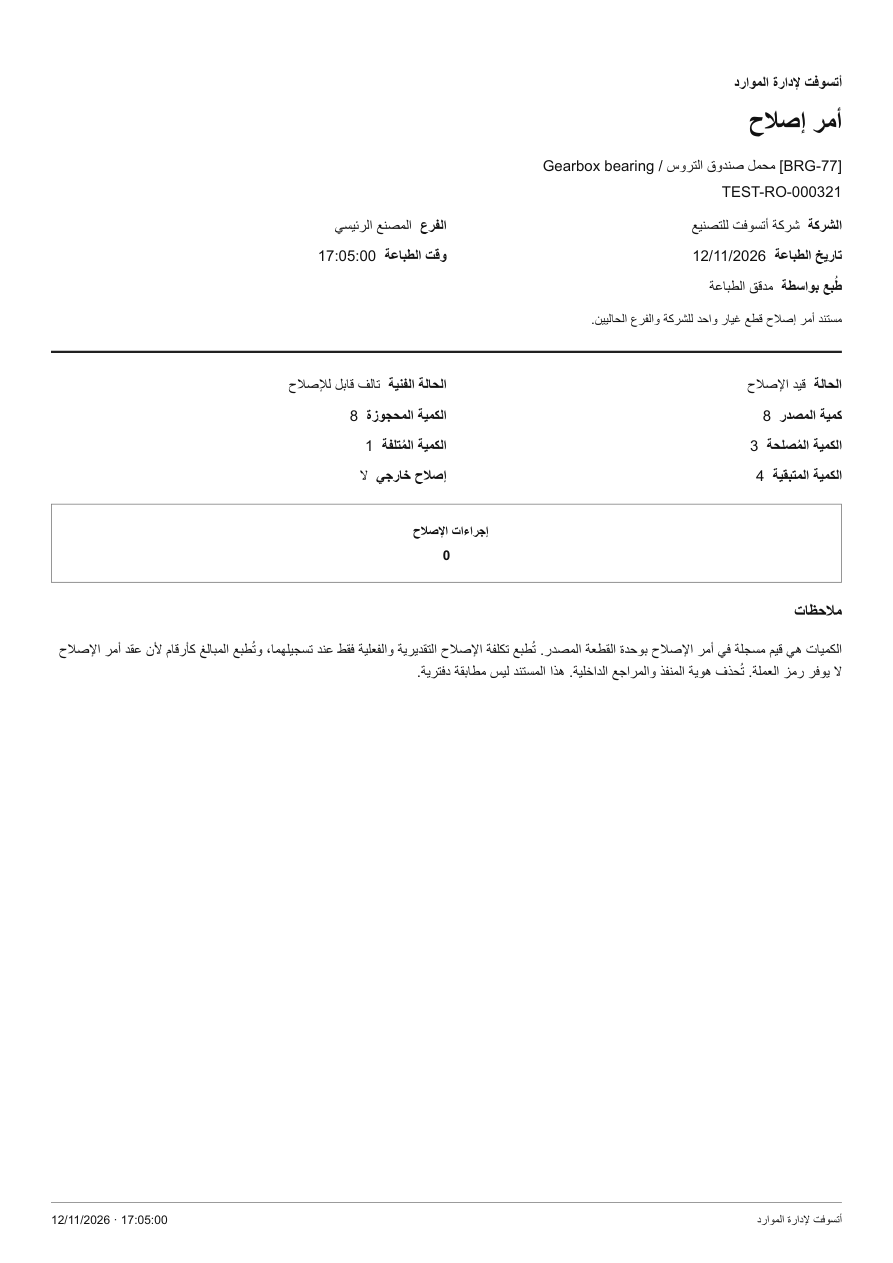 أتسوفت لإدارة الموارد
أمر إصلاح
[BRG-77] محمل صندوق التروس / Gearbox bearing
TEST-RO-000321
الشركة شركة أتسوفت للتصنيع الفرع المصنع الرئيسي
تاريخ الطباعة 12/11/2026 وقت الطباعة 17:05:00
طُبع بواسطة مدقق الطباعة
مستند أمر إصلاح قطع غيار واحد للشركة والفرع الحاليين.
الحالة قيد الإصلاح الحالة الفنية تالف قابل للإصلاح
كمية المصدر 8 الكمية المحجوزة 8
الكمية المُصلحة 3 الكمية المُتلفة 1
الكمية المتبقية 4 إصلاح خارجي لا
إجراءات الإصلاح
0
ملاحظات
الكميات هي قيم مسجلة في أمر الإصلاح بوحدة القطعة المصدر. تُطبع تكلفة الإصلاح التقديرية والفعلية فقط عند تسجيلهما، وتُطبع المبالغ كأرقام لأن عقد أمر الإصلاح
لا يوفر رمز العملة. تُحذف هوية المنفذ والمراجع الداخلية. هذا المستند ليس مطابقة دفترية.
أتسوفت لإدارة الموارد 12/11/2026 · 17:05:00